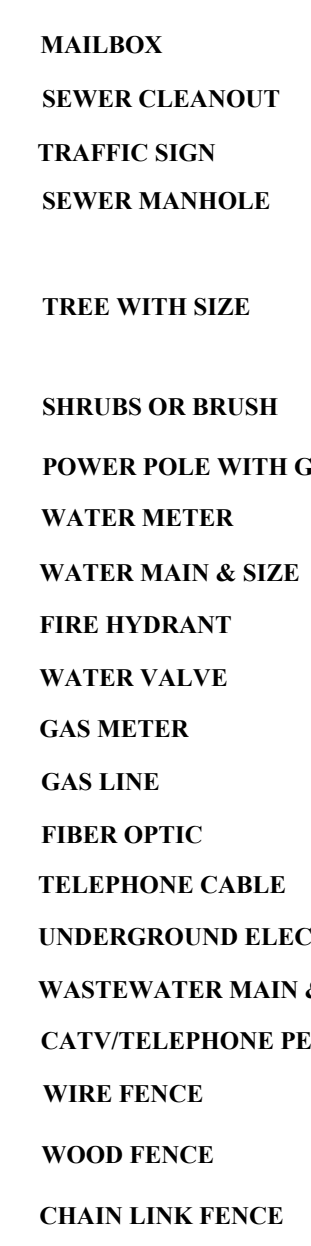 MAILBOX
SEWER CLEANOUT
TRAFFIC SIGN
SEWER MANHOLE
TREE WITH SIZE
SHRUBS OR BRUSH
POWER POLE WITH G
WATER METER
WATER MAIN & SIZE
FIRE HYDRANT
WATER VALVE
GAS METER
GAS LINE
FIBER OPTIC
TELEPHONE CABLE
UNDERGROUND ELEC
WASTEWATER MAIN &
CATV/TELEPHONE PE
WIRE FENCE
WOOD FENCE
CHAIN LINK FENCE